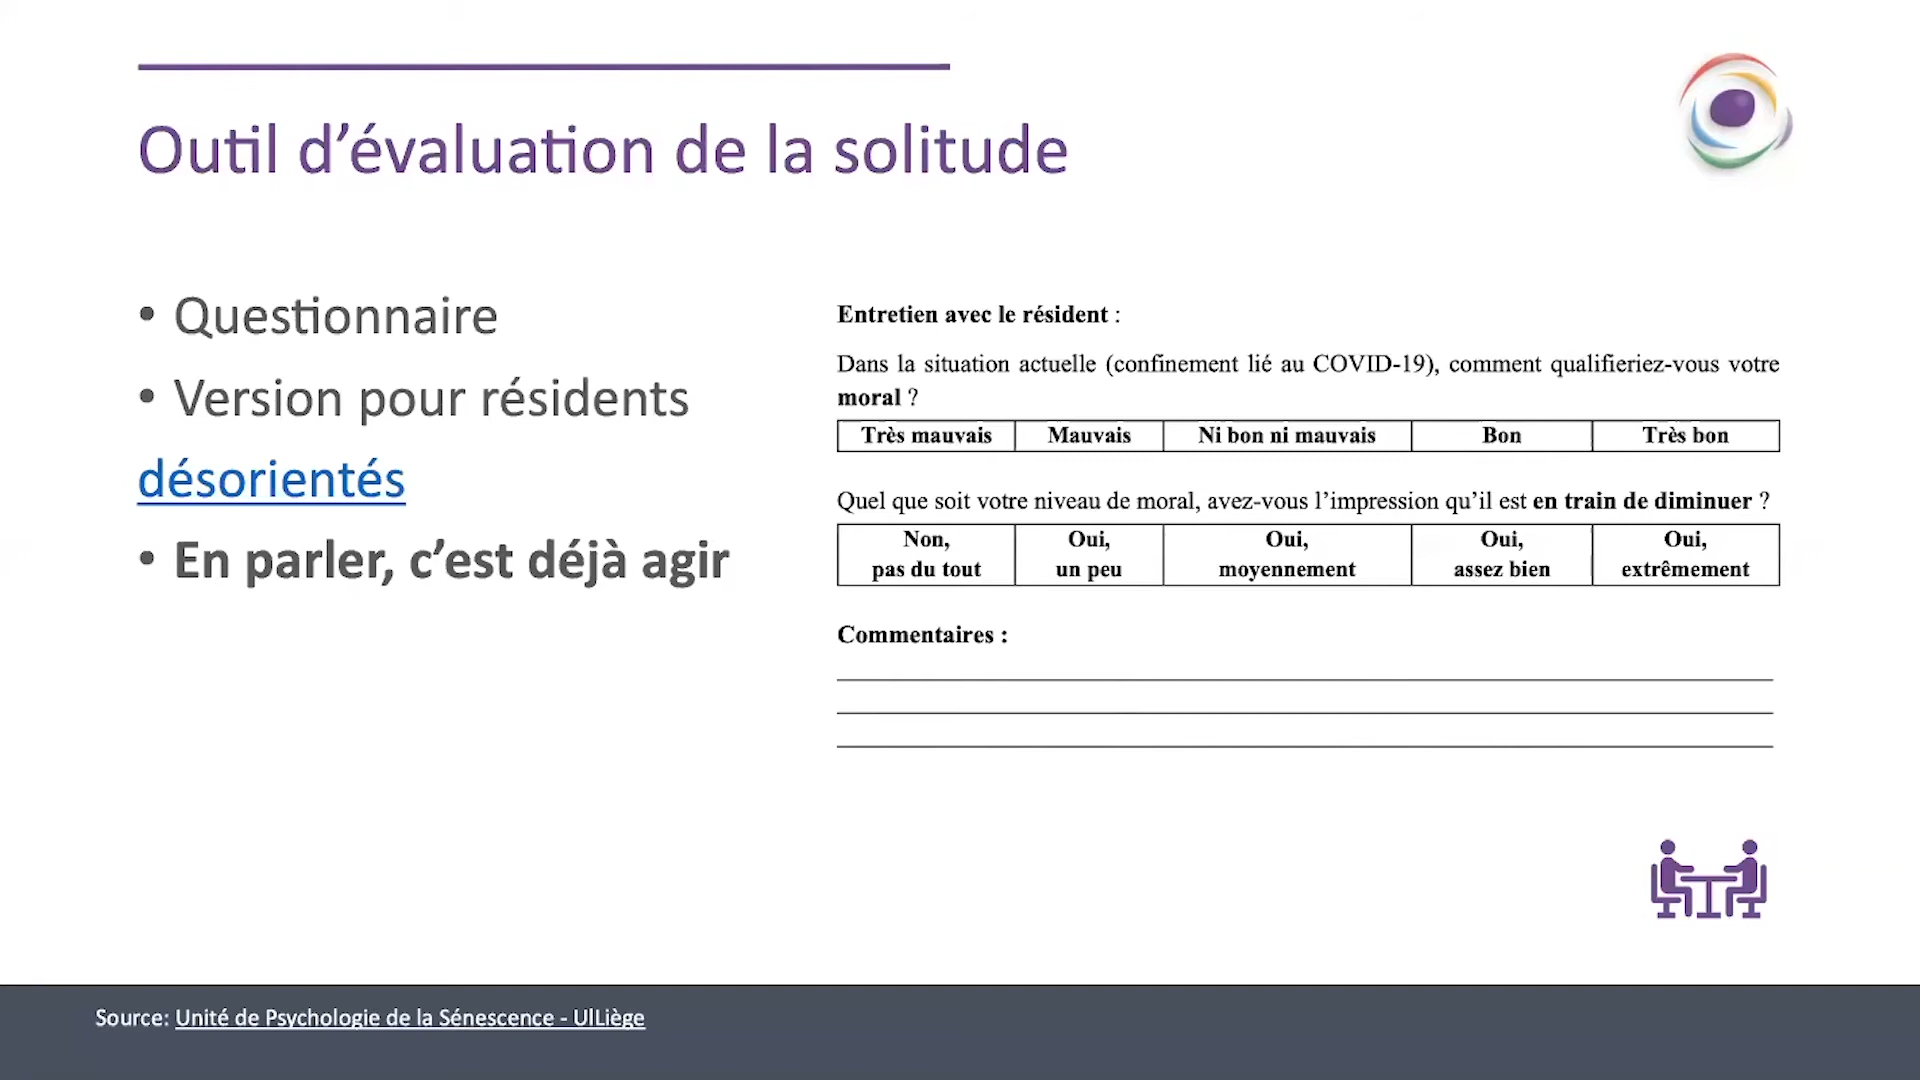 Outil d’évaluation de la solitude
• Questionnaire
• Version pour résidents
désorientés
• En parler, c’est déjà agir
Entretien avec le résident :
Dans la situation actuelle (confinement lié au COVID-19), comment qualifieriez-vous votre
moral ?
Très mauvais Mauvais Ni bon ni mauvais Bon Très bon
Quel que soit votre niveau de moral, avez-vous l’impression qu’il est en train de diminuer ?
Non, Oui, Oui, Oui, Oui,
pas du tout un peu moyennement assez bien extrêmement
Commentaires :
Source: Unité de Psychologie de la Sénescence - UlLiège